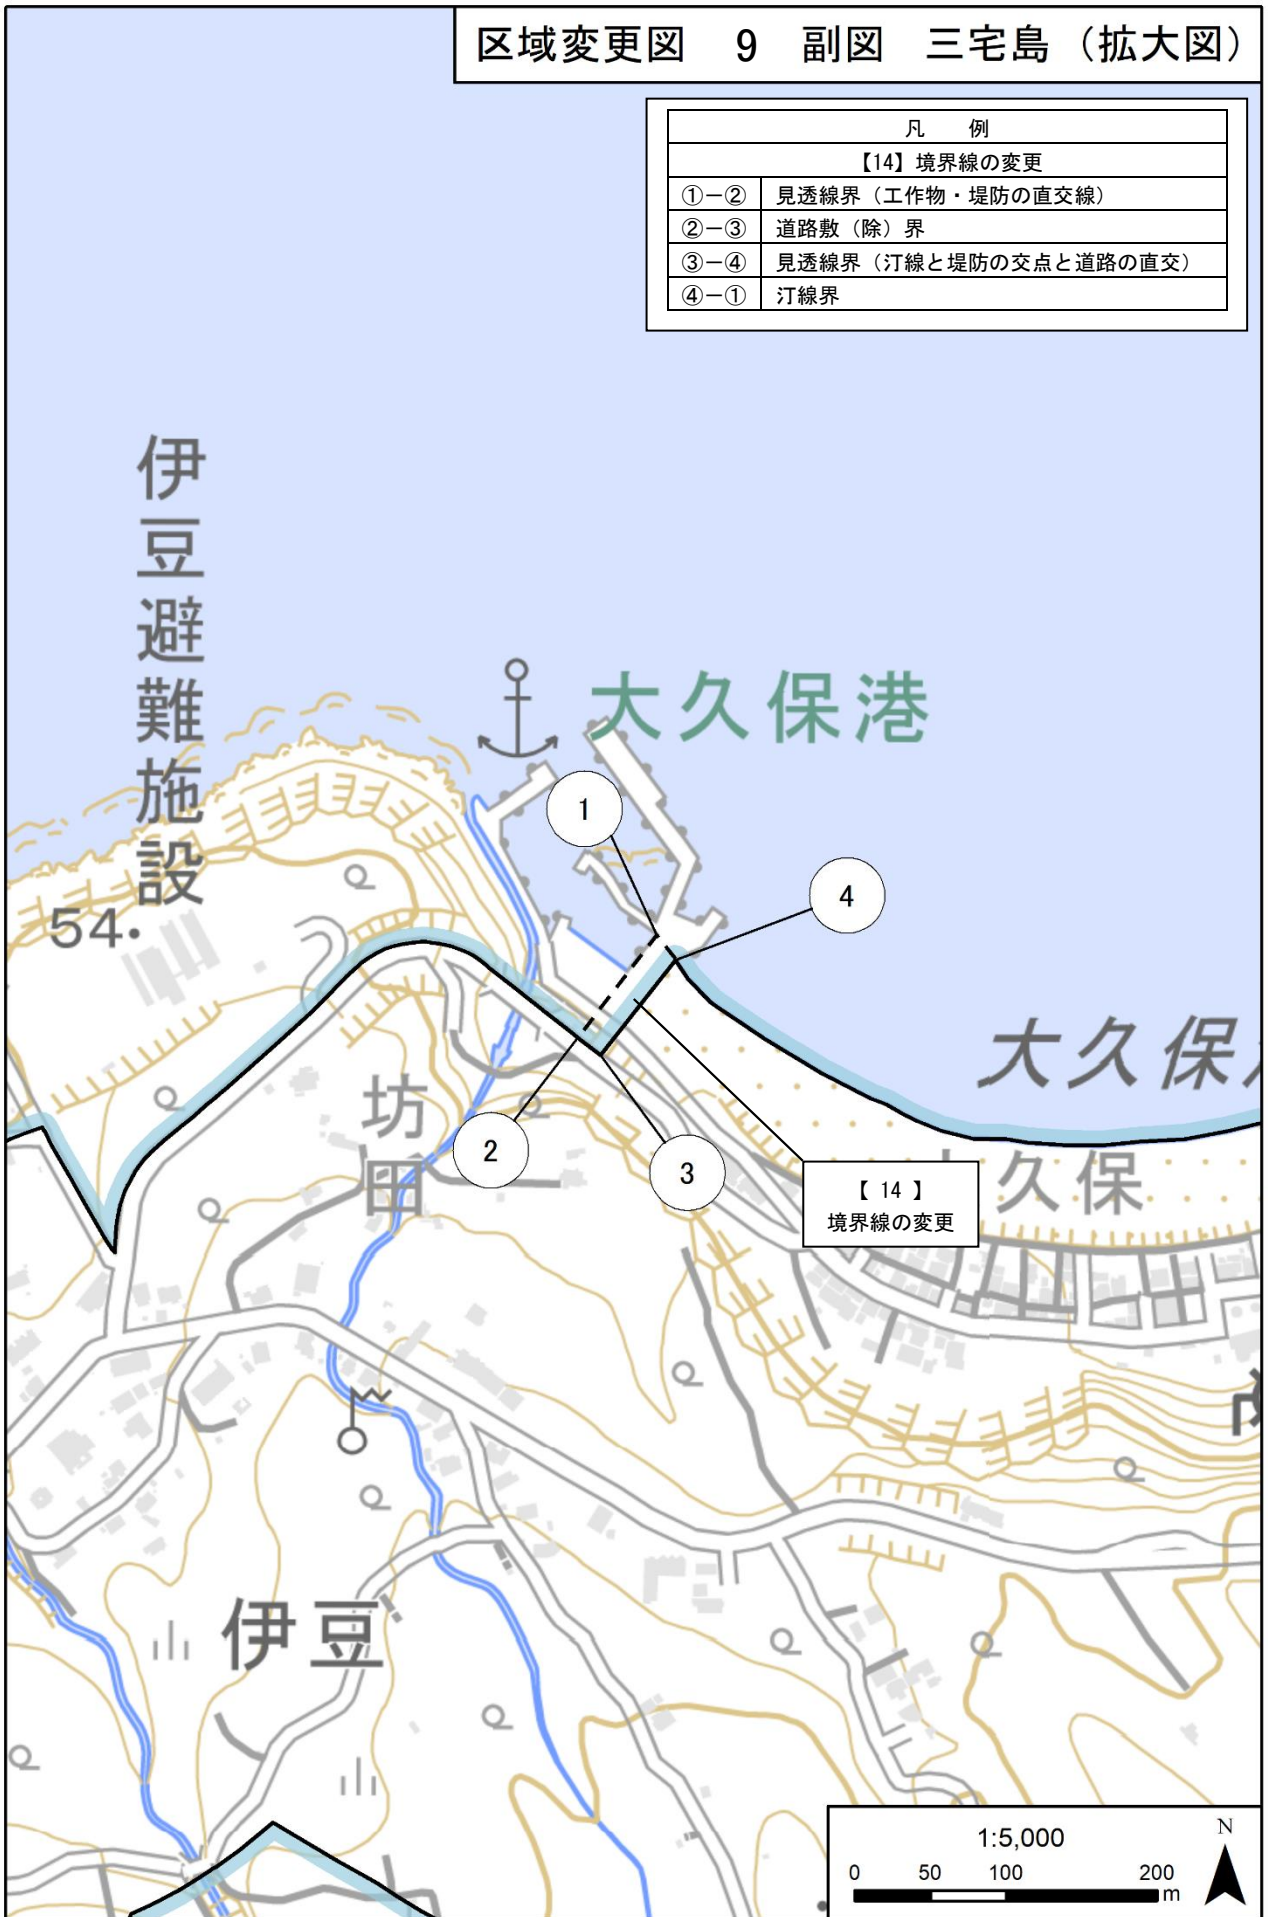 区域変更図　9　副図　三宅島（拡大図）
凡　例
【14】境界線の変更
①－② 見透線界（工作物・堤防の直交線）
②－③ 道路敷（除）界
③－④ 見透線界（汀線と堤防の交点と道路の直交）
④－① 汀線界
伊豆避難施設
大久保港
1
4
54
大久保
坊田
2
3
【 14 】
境界線の変更
久保
伊豆
1:5,000
N
0 50 100 200
m